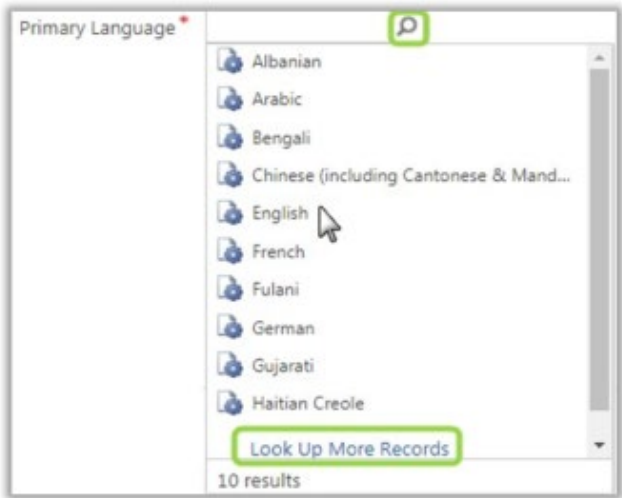 Primary Language *
Albanian
Arabic
Bengali
Chinese (including Cantonese & Mand...
English
French
Fulani
German
Gujarati
Haitian Creole
Look Up More Records
10 results